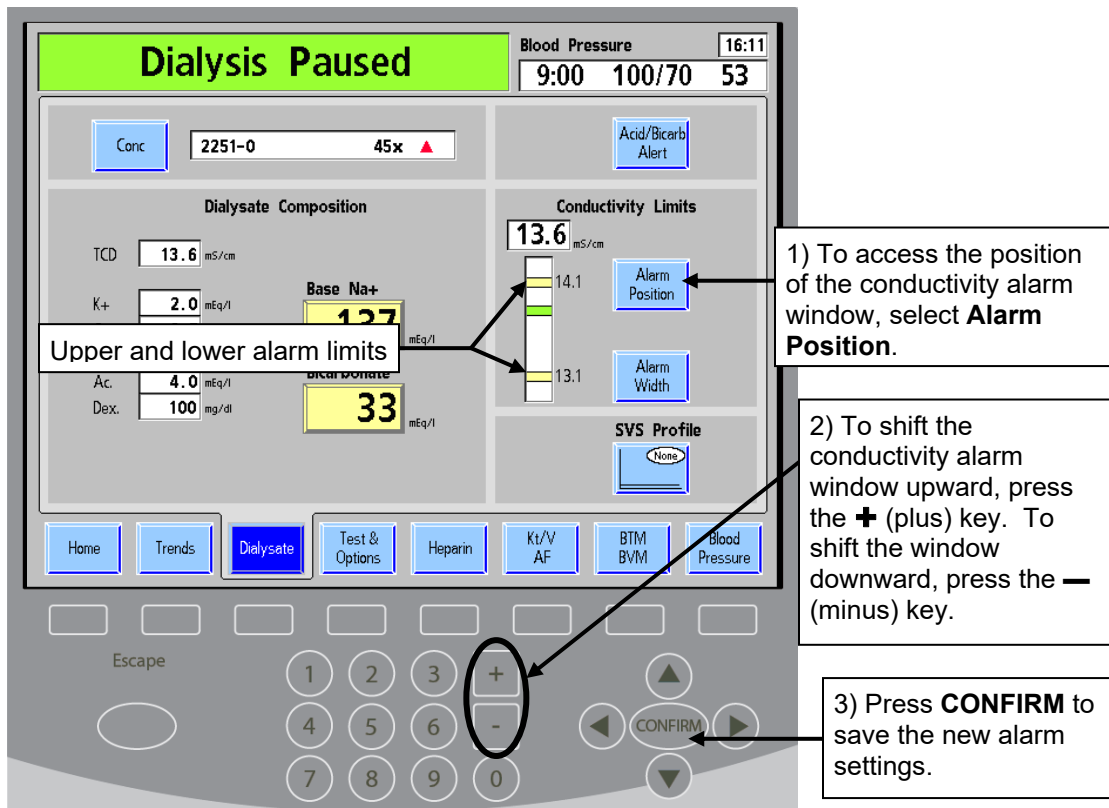 Dialysis Paused
Blood Pressure 16:11
9:00 100/70 53
Conc
2251-0 45x
Acid/Bicarb
Alert
Dialysate Composition
TCD 13.6 mS/cm
K+ 2.0 mEq/l
Base Na+
137
mEq/l
Upper and lower alarm limits
Ac. 4.0 mEq/l
Bicarbonate
Dex. 100 mg/dl
33
mEq/l
Conductivity Limits
13.6 mS/cm
14.1
Alarm
Position
13.1
Alarm
Width
SVS Profile
None
1) To access the position
of the conductivity alarm
window, select Alarm
Position.
2) To shift the
conductivity alarm
window upward, press
the + (plus) key. To
shift the window
downward, press the —
(minus) key.
Home
Trends
Dialysate
Test &
Options
Heparin
Kt/V
AF
BTM
BVM
Blood
Pressure
Escape
1 2 3 +
4 5 6 -
7 8 9 0
CONFIRM
3) Press CONFIRM to
save the new alarm
settings.